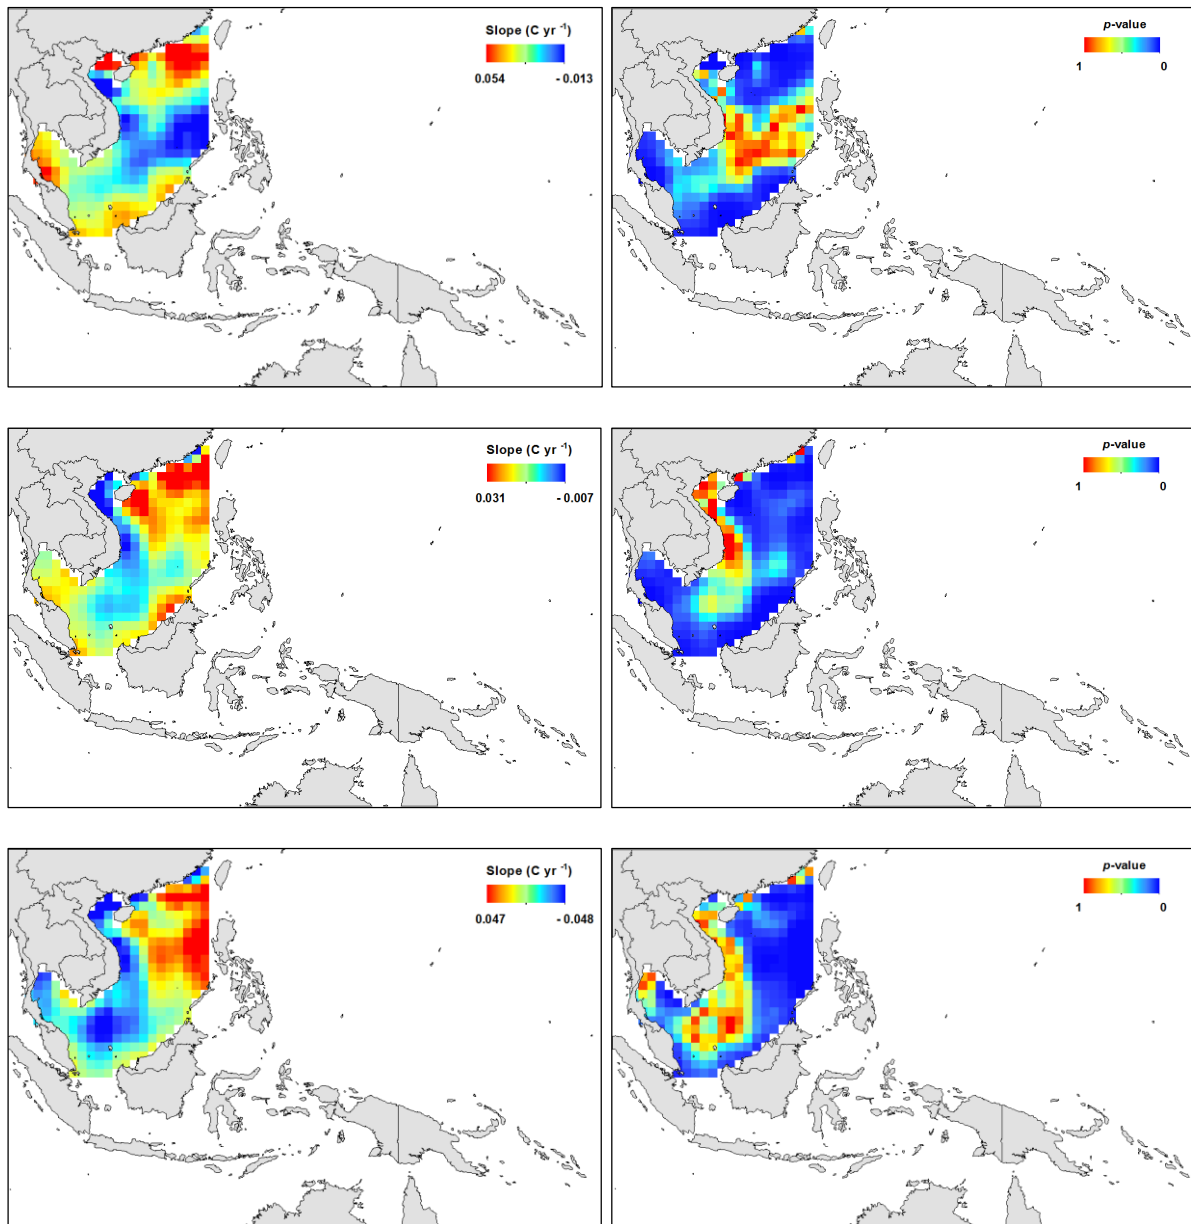 Slope (C yr -1)
0.054 - 0.013
p-value
1 0
Slope (C yr -1)
0.031 - 0.007
p-value
1 0
Slope (C yr -1)
0.047 - 0.048
p-value
1 0